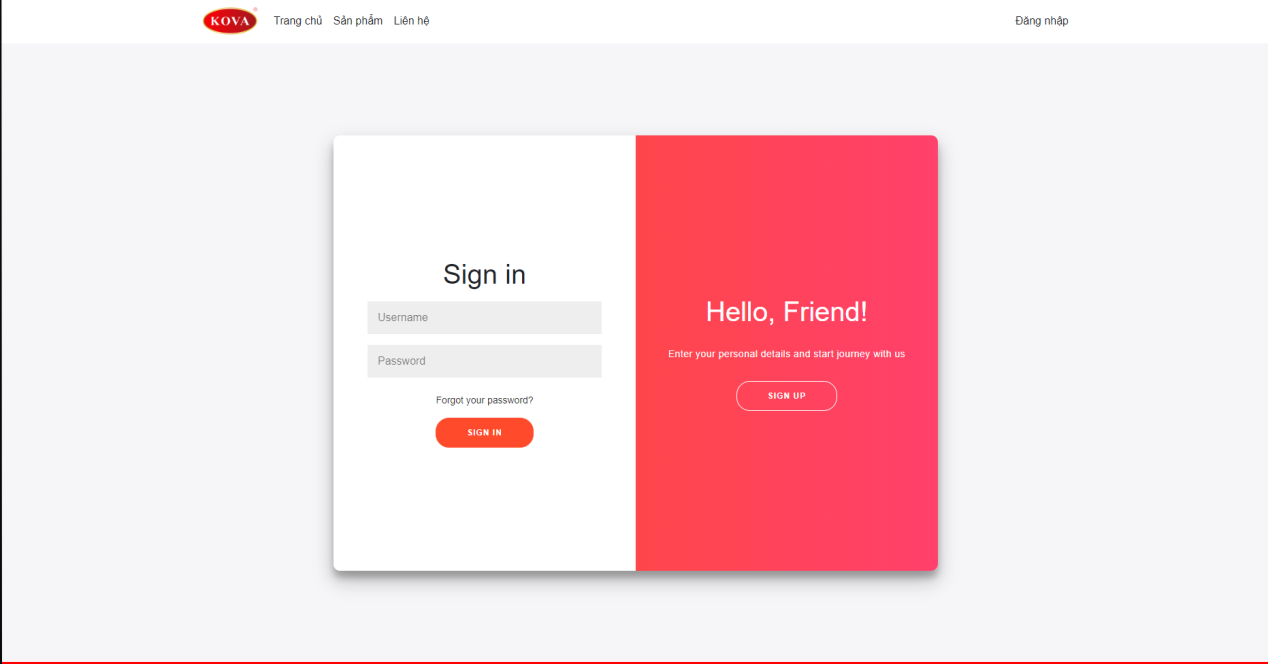 KOVA ®
Trang chủ Sản phẩm Liên hệ
Đăng nhập
Sign in
Username
Password
Forgot your password?
SIGN IN
Hello, Friend!
Enter your personal details and start journey with us
SIGN UP